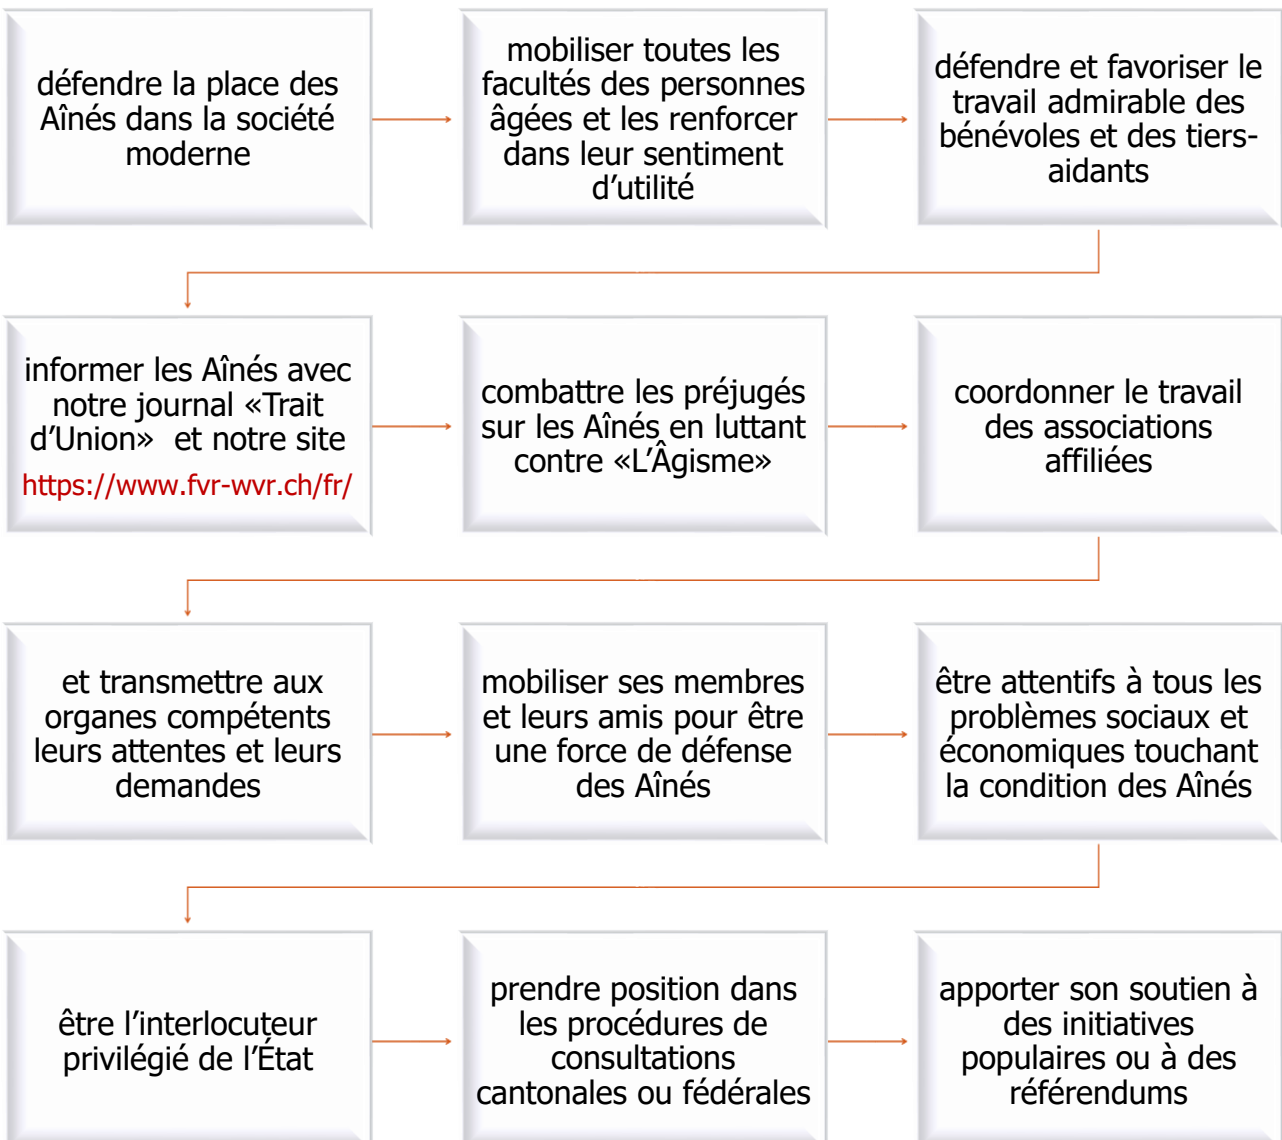 défendre la place des
Aînés dans la société
moderne
mobiliser toutes les
facultés des personnes
âgées et les renforcer
dans leur sentiment
d’utilité
défendre et favoriser le
travail admirable des
bénévoles et des tiers-
aidants
informer les Aînés avec
notre journal «Trait
d’Union» et notre site
https://www.fvr-wvr.ch/fr/
combattre les préjugés
sur les Aînés en luttant
contre «L’Âgisme»
coordonner le travail
des associations
affiliées
et transmettre aux
organes compétents
leurs attentes et leurs
demandes
mobiliser ses membres
et leurs amis pour être
une force de défense
des Aînés
être attentifs à tous les
problèmes sociaux et
économiques touchant
la condition des Aînés
être l’interlocuteur
privilégié de l’État
prendre position dans
les procédures de
consultations
cantonales ou fédérales
apporter son soutien à
des initiatives
populaires ou à des
référendums